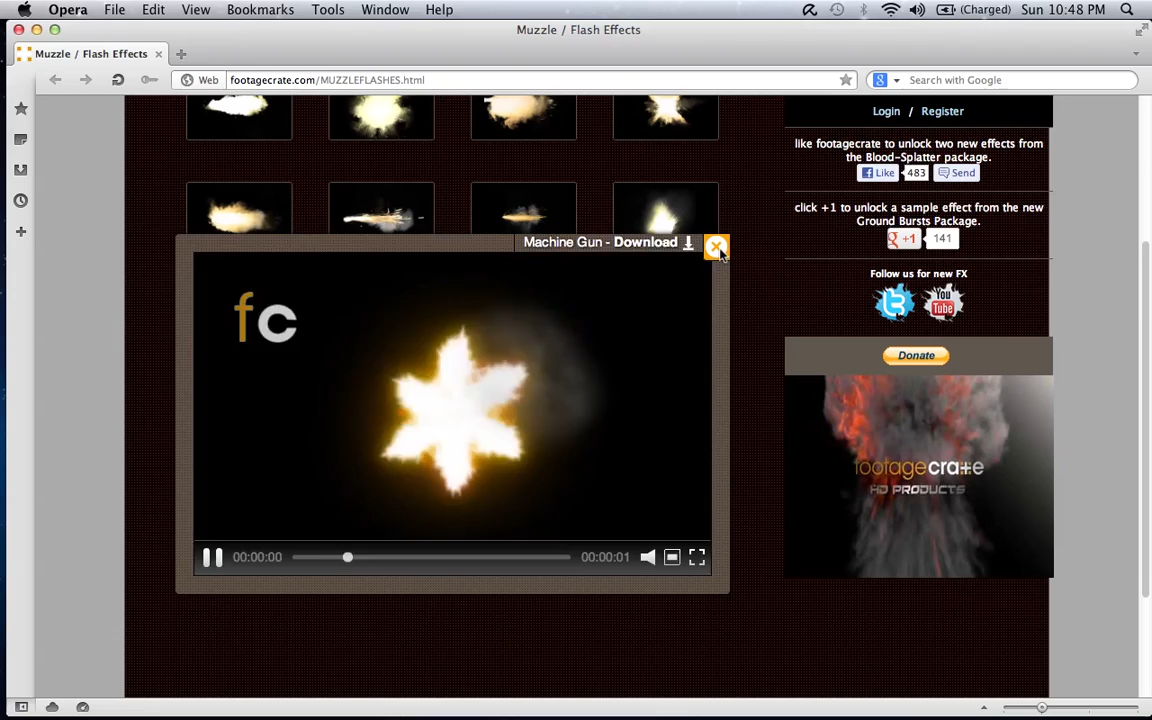 Opera File Edit View Bookmarks Tools Window Help (Charged) Sun 10:48 PM
Muzzle / Flash Effects
Muzzle / Flash Effects
Web footagecrate.com/MUZZLEFLASHES.html Search with Google
Login / Register
like footagecrate to unlock two new effects from
the Blood-Splatter package.
Like 483 Send
click +1 to unlock a sample effect from the new
Ground Bursts Package.
g +1 141
Machine Gun - Download
Follow us for new FX
You
Tube
fc
Donate
footagecrate
HD PRODUCTS
00:00:00 00:00:01